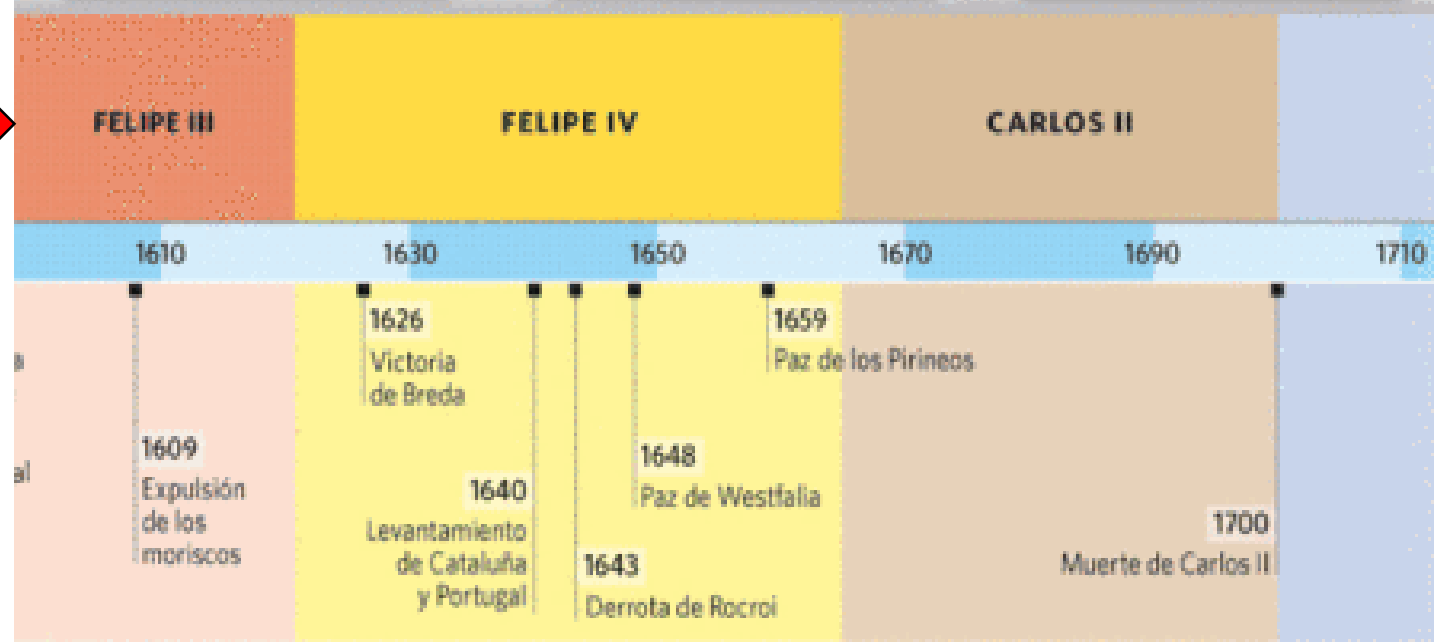 FELIPE III
FELIPE IV
CARLOS II
1610
1630
1650
1670
1690
1710
1626
Victoria
de Breda
1659
Paz de los Pirineos
a
1609
Expulsión
de los
moriscos
al
1640
Levantamiento
de Cataluña
y Portugal
1648
Paz de Westfalia
1643
Derrota de Rocroi
1700
Muerte de Carlos II